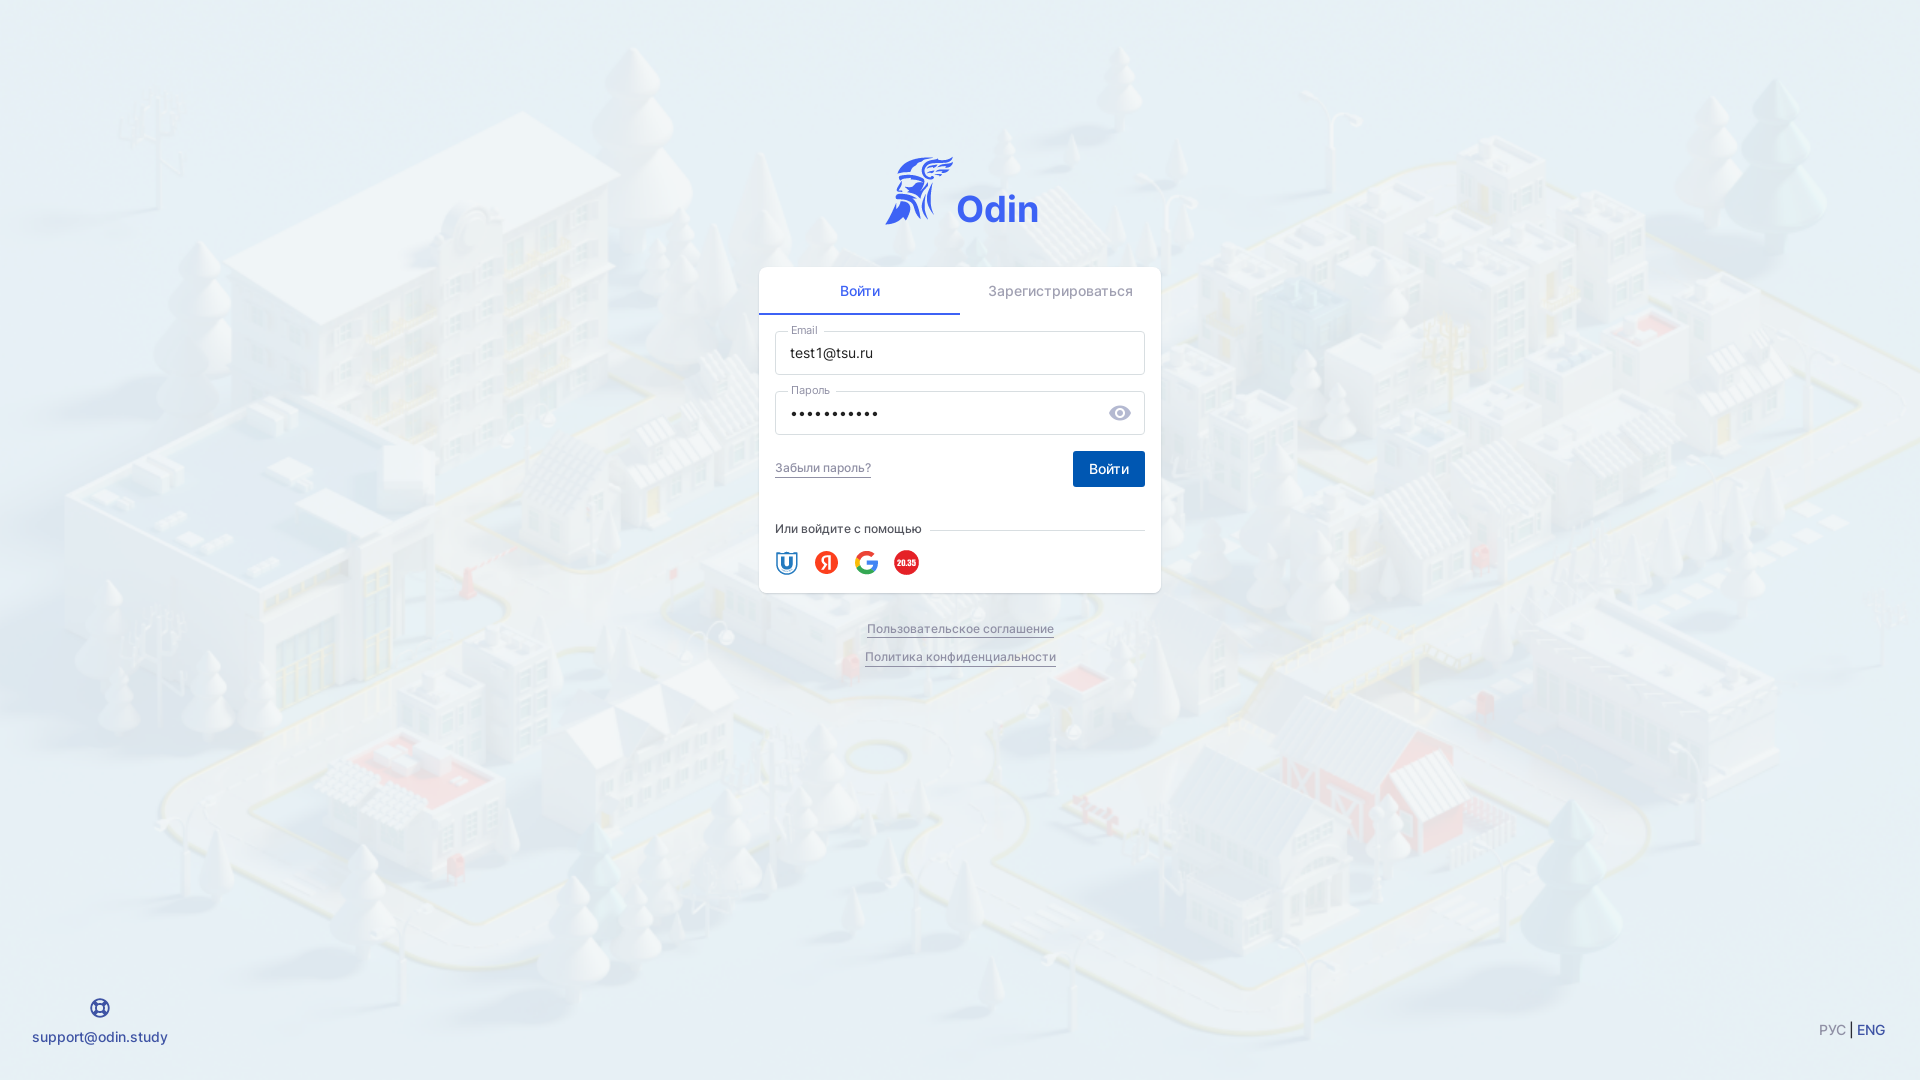 Odin
Войти
Зарегистрироваться
Email
test1@tsu.ru
Пароль
•••••••••••
Забыли пароль?
Войти
Или войдите с помощью
U
Я
G
20.35
Пользовательское соглашение
Политика конфиденциальности
support@odin.study
РУС | ENG